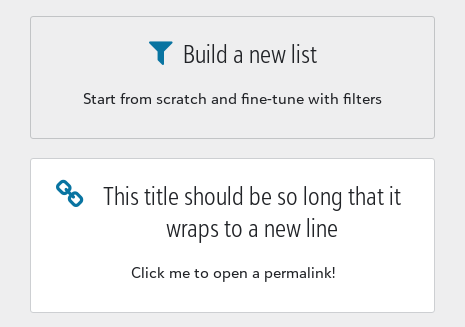 Build a new list
Start from scratch and fine-tune with filters
This title should be so long that it
wraps to a new line
Click me to open a permalink!